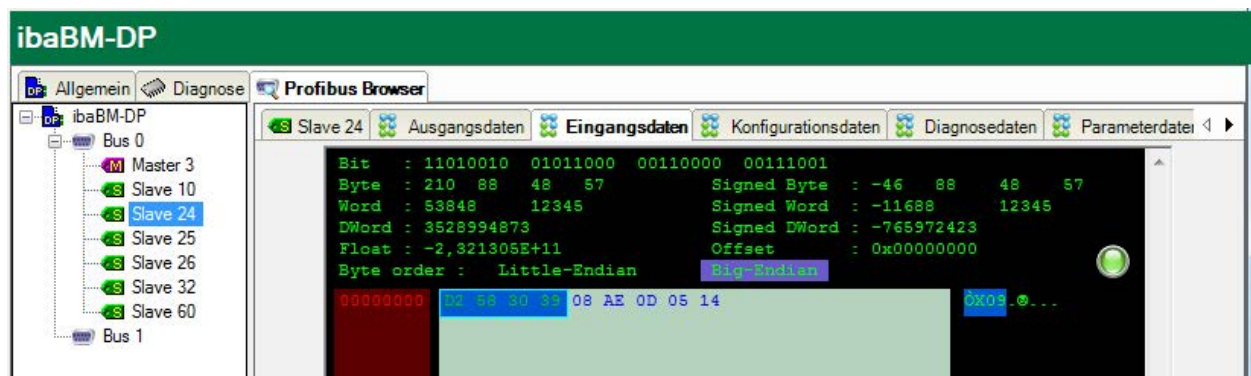 ibaBM-DP
Allgemein Diagnose Profibus Browser
ibaBM-DP
Bus 0
Master 3
Slave 10
Slave 24
Slave 25
Slave 26
Slave 32
Slave 60
Bus 1
Slave 24 Ausgangsdaten Eingangsdaten Konfigurationsdaten Diagnosedaten Parameterdaten
Bit : 11010010 01011000 00110000 00111001
Byte : 210 88 48 57 Signed Byte : -46 88 48 57
Word : 53848 12345 Signed Word : -11688 12345
DWord : 3528994873 Signed DWord : -765972423
Float : -2,321305E+11 Offset : 0x00000000
Byte order : Little-Endian Big-Endian
00000000 D2 58 30 39 08 AE 0D 05 14 ÒX09.®...